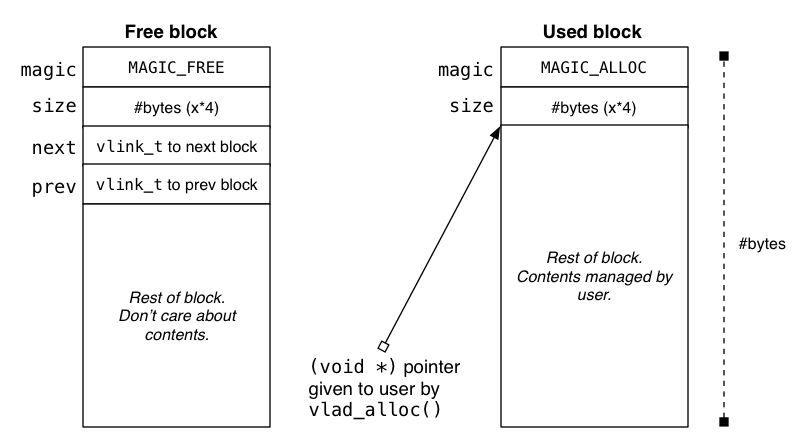 Free block
magic
MAGIC_FREE
size
#bytes (x*4)
next
vlink_t to next block
prev
vlink_t to prev block
Rest of block.
Don't care about
contents.
Used block
magic
MAGIC_ALLOC
size
#bytes (x*4)
Rest of block.
Contents managed by
user.
(void *) pointer
given to user by
vlad_alloc()
#bytes